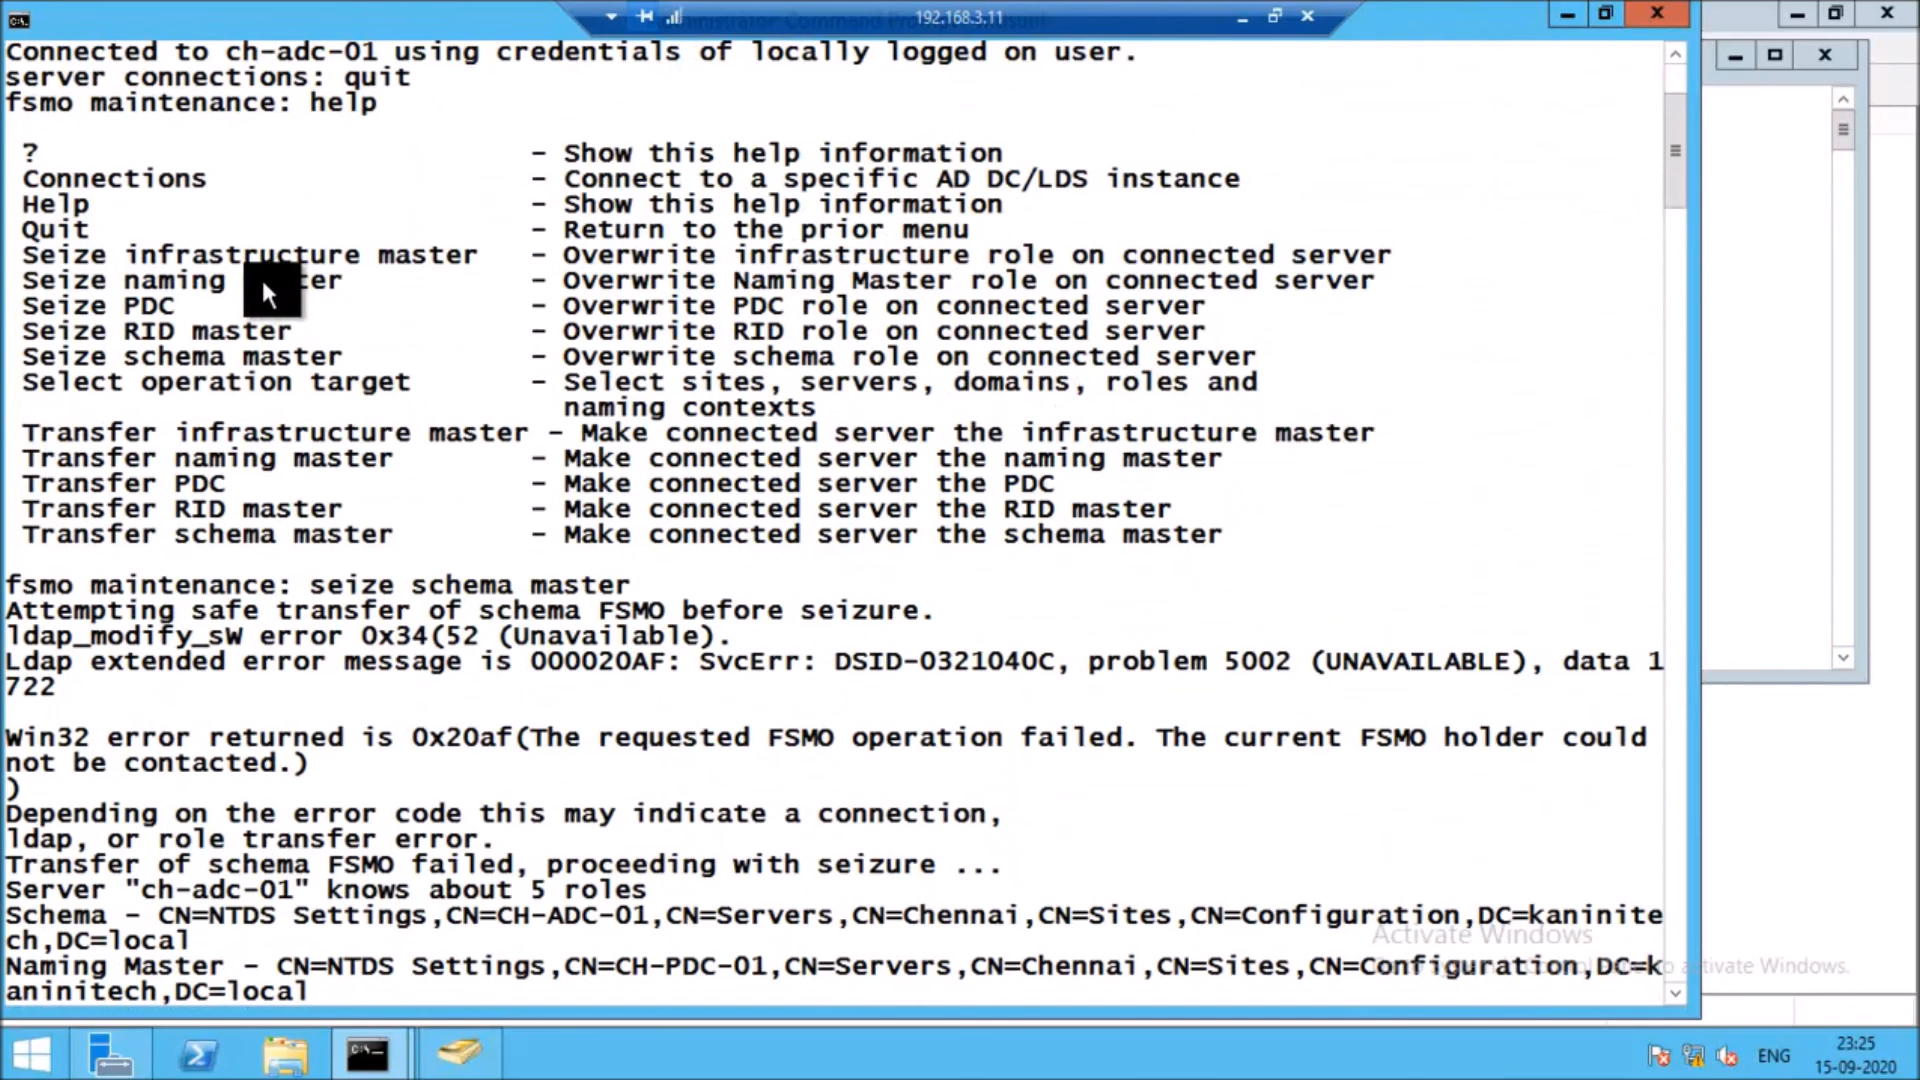 192.168.3.11
Connected to ch-adc-01 using credentials of locally logged on user.
server connections: quit
fsmo maintenance: help
? - Show this help information
Connections - Connect to a specific AD DC/LDS instance
Help - Show this help information
Quit - Return to the prior menu
Seize infrastructure master - Overwrite infrastructure role on connected server
Seize naming ter - Overwrite Naming Master role on connected server
Seize PDC - Overwrite PDC role on connected server
Seize RID master - Overwrite RID role on connected server
Seize schema master - Overwrite schema role on connected server
Select operation target - Select sites, servers, domains, roles and
naming contexts
Transfer infrastructure master - Make connected server the infrastructure master
Transfer naming master - Make connected server the naming master
Transfer PDC - Make connected server the PDC
Transfer RID master - Make connected server the RID master
Transfer schema master - Make connected server the schema master
fsmo maintenance: seize schema master
Attempting safe transfer of schema FSMO before seizure.
ldap_modify_sW error 0x34(52 (Unavailable).
Ldap extended error message is 000020AF: SvcErr: DSID-0321040C, problem 5002 (UNAVAILABLE), data 1
722
Win32 error returned is 0x20af(The requested FSMO operation failed. The current FSMO holder could
not be contacted.)
)
Depending on the error code this may indicate a connection,
ldap, or role transfer error.
Transfer of schema FSMO failed, proceeding with seizure ...
Server "ch-adc-01" knows about 5 roles
Schema - CN=NTDS Settings,CN=CH-ADC-01,CN=Servers,CN=Chennai,CN=Sites,CN=Configuration,DC=kaninite
ch,DC=local
Activate Windows
Naming Master - CN=NTDS Settings,CN=CH-PDC-01,CN=Servers,CN=Chennai,CN=Sites,CN=Configuration,DC=k
aninitech,DC=local
activate Windows.
ENG
23:25
15-09-2020